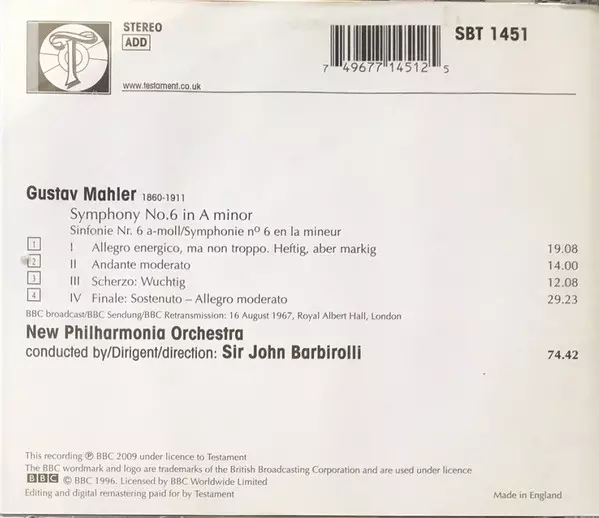 STEREO
ADD
SBT 1451
7 49677 14512 5
www.testament.co.uk
Gustav Mahler 1860-1911
Symphony No.6 in A minor
Sinfonie Nr. 6 a-moll/Symphonie nº 6 en la mineur
1 I Allegro energico, ma non troppo. Heftig, aber markig 19.08
2 II Andante moderato 14.00
3 III Scherzo: Wuchtig 12.08
4 IV Finale: Sostenuto – Allegro moderato 29.23
BBC broadcast/BBC Sendung/BBC Retransmission: 16 August 1967, Royal Albert Hall, London
New Philharmonia Orchestra
conducted by/Dirigent/direction: Sir John Barbirolli 74.42
This recording ℗ BBC 2009 under licence to Testament
The BBC wordmark and logo are trademarks of the British Broadcasting Corporation and are used under licence
BBC © BBC 1996. Licensed by BBC Worldwide Limited
Editing and digital remastering paid for by Testament
Made in England